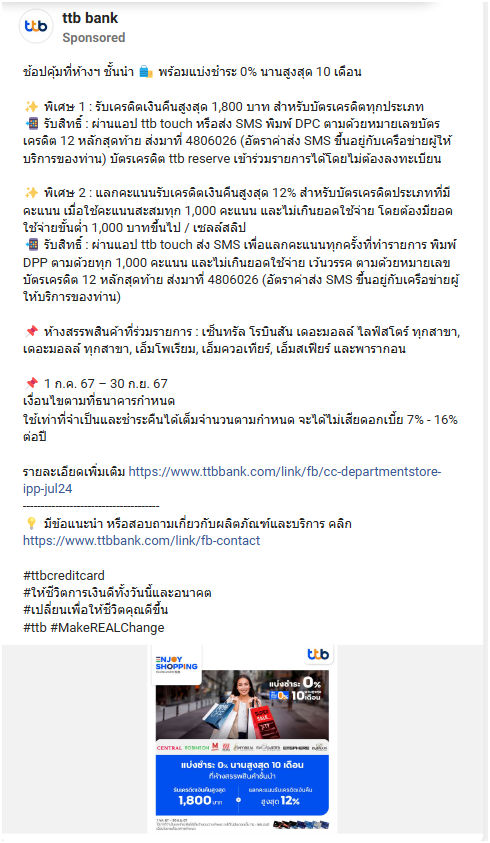 ttb
ttb bank
Sponsored
ช้อปคุ้มที่ห้างฯ ชั้นนำ 🛍️ พร้อมแบ่งชำระ 0% นานสูงสุด 10 เดือน
✨ พิเศษ 1 : รับเครดิตเงินคืนสูงสุด 1,800 บาท สำหรับบัตรเครดิตทุกประเภท
📲 รับสิทธิ์ : ผ่านแอป ttb touch หรือส่ง SMS พิมพ์ DPC ตามด้วยหมายเลขบัตร
เครดิต 12 หลักสุดท้าย ส่งมาที่ 4806026 (อัตราค่าส่ง SMS ขึ้นอยู่กับเครือข่ายผู้ให้
บริการของท่าน) บัตรเครดิต ttb reserve เข้าร่วมรายการได้โดยไม่ต้องลงทะเบียน
✨ พิเศษ 2 : แลกคะแนนรับเครดิตเงินคืนสูงสุด 12% สำหรับบัตรเครดิตประเภทที่มี
คะแนน เมื่อใช้คะแนนสะสมทุก 1,000 คะแนน และไม่เกินยอดใช้จ่าย โดยต้องมียอด
ใช้จ่ายขั้นต่ำ 1,000 บาทขึ้นไป / เซลล์สลิป
📲 รับสิทธิ์ : ผ่านแอป ttb touch ส่ง SMS เพื่อแลกคะแนนทุกครั้งที่ทำรายการ พิมพ์
DPP ตามด้วยทุก 1,000 คะแนน และไม่เกินยอดใช้จ่าย เว้นวรรค ตามด้วยหมายเลข
บัตรเครดิต 12 หลักสุดท้าย ส่งมาที่ 4806026 (อัตราค่าส่ง SMS ขึ้นอยู่กับเครือข่ายผู้
ให้บริการของท่าน)
📌 ห้างสรรพสินค้าที่ร่วมรายการ : เซ็นทรัล โรบินสัน เดอะมอลล์ ไลฟ์สโตร์ ทุกสาขา,
เดอะมอลล์ ทุกสาขา, เอ็มโพเรียม, เอ็มควอเทียร์, เอ็มสเฟียร์ และพารากอน
📌 1 ก.ค. 67 – 30 ก.ย. 67
เงื่อนไขตามที่ธนาคารกำหนด
ใช้เท่าที่จำเป็นและชำระคืนได้เต็มจำนวนตามกำหนด จะได้ไม่เสียดอกเบี้ย 7% - 16%
ต่อปี
รายละเอียดเพิ่มเติม https://www.ttbbank.com/link/fb/cc-departmentstore-
ipp-jul24
--------------------------------------
💡 มีข้อแนะนำ หรือสอบถามเกี่ยวกับผลิตภัณฑ์และบริการ คลิก
https://www.ttbbank.com/link/fb-contact
#ttbcreditcard
#ให้ชีวิตการเงินดีทั้งวันนี้และอนาคต
#เปลี่ยนเพื่อให้ชีวิตคุณดีขึ้น
#ttb #MakeREALChange
ENJOY
SHOPPING
ttb
แบ่งชำระ 0%
0% นานสูงสุด 10 เดือน
SALE
CENTRAL ROBINSON
แบ่งชำระ 0% นานสูงสุด 10 เดือน
ที่ห้างสรรพสินค้าชั้นนำ
รับเครดิตเงินคืนสูงสุด
1,800 บาท
แลกคะแนนรับเครดิตเงินคืน
สูงสุด 12%